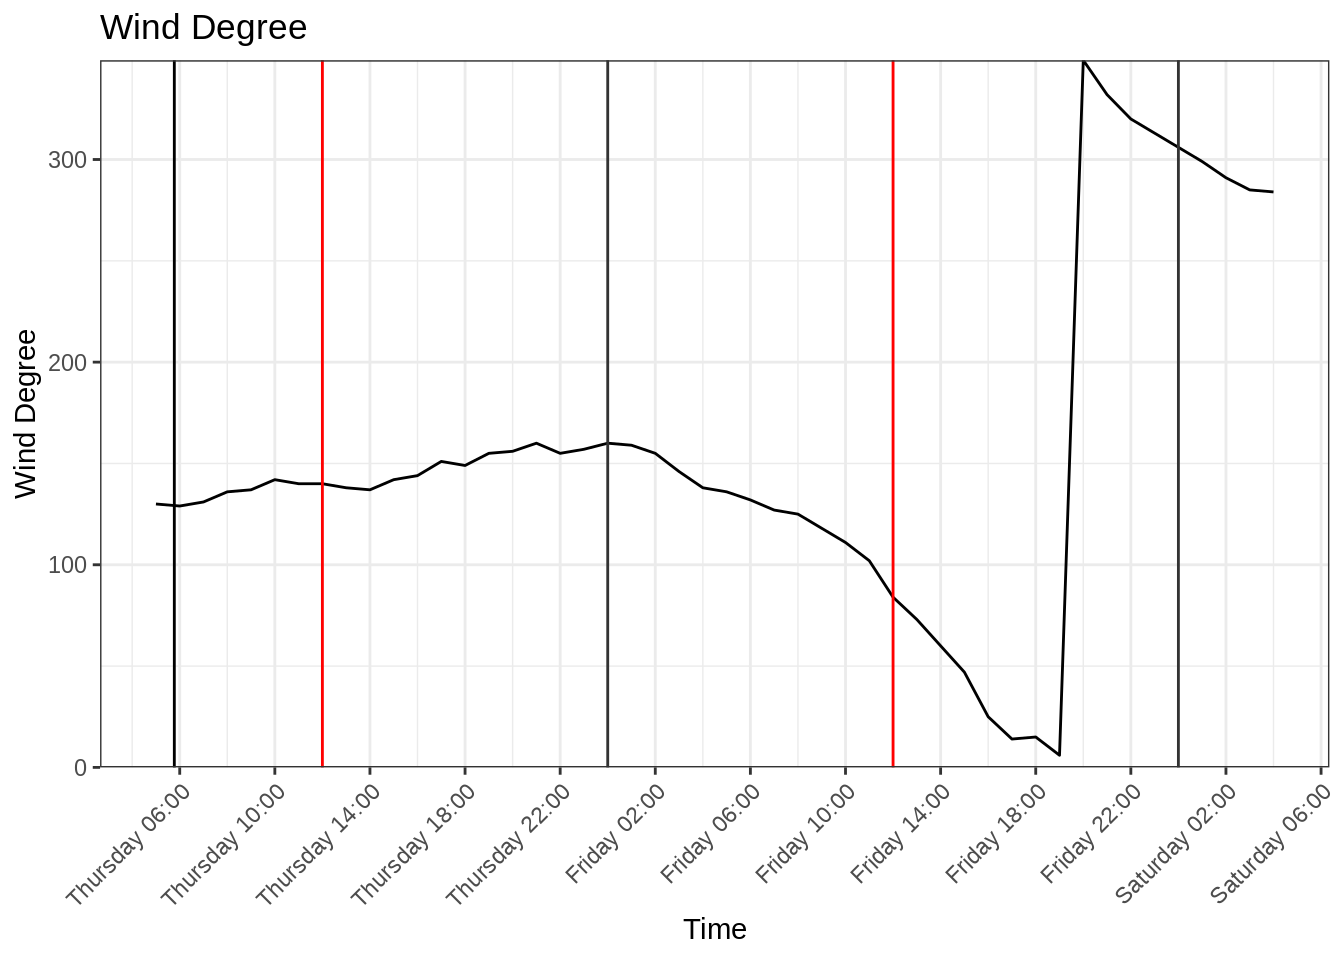 Wind Degree
Wind Degree
300
200
100
0
Thursday 06:00
Thursday 10:00
Thursday 14:00
Thursday 18:00
Thursday 22:00
Friday 02:00
Friday 06:00
Friday 10:00
Friday 14:00
Friday 18:00
Friday 22:00
Saturday 02:00
Saturday 06:00
Time